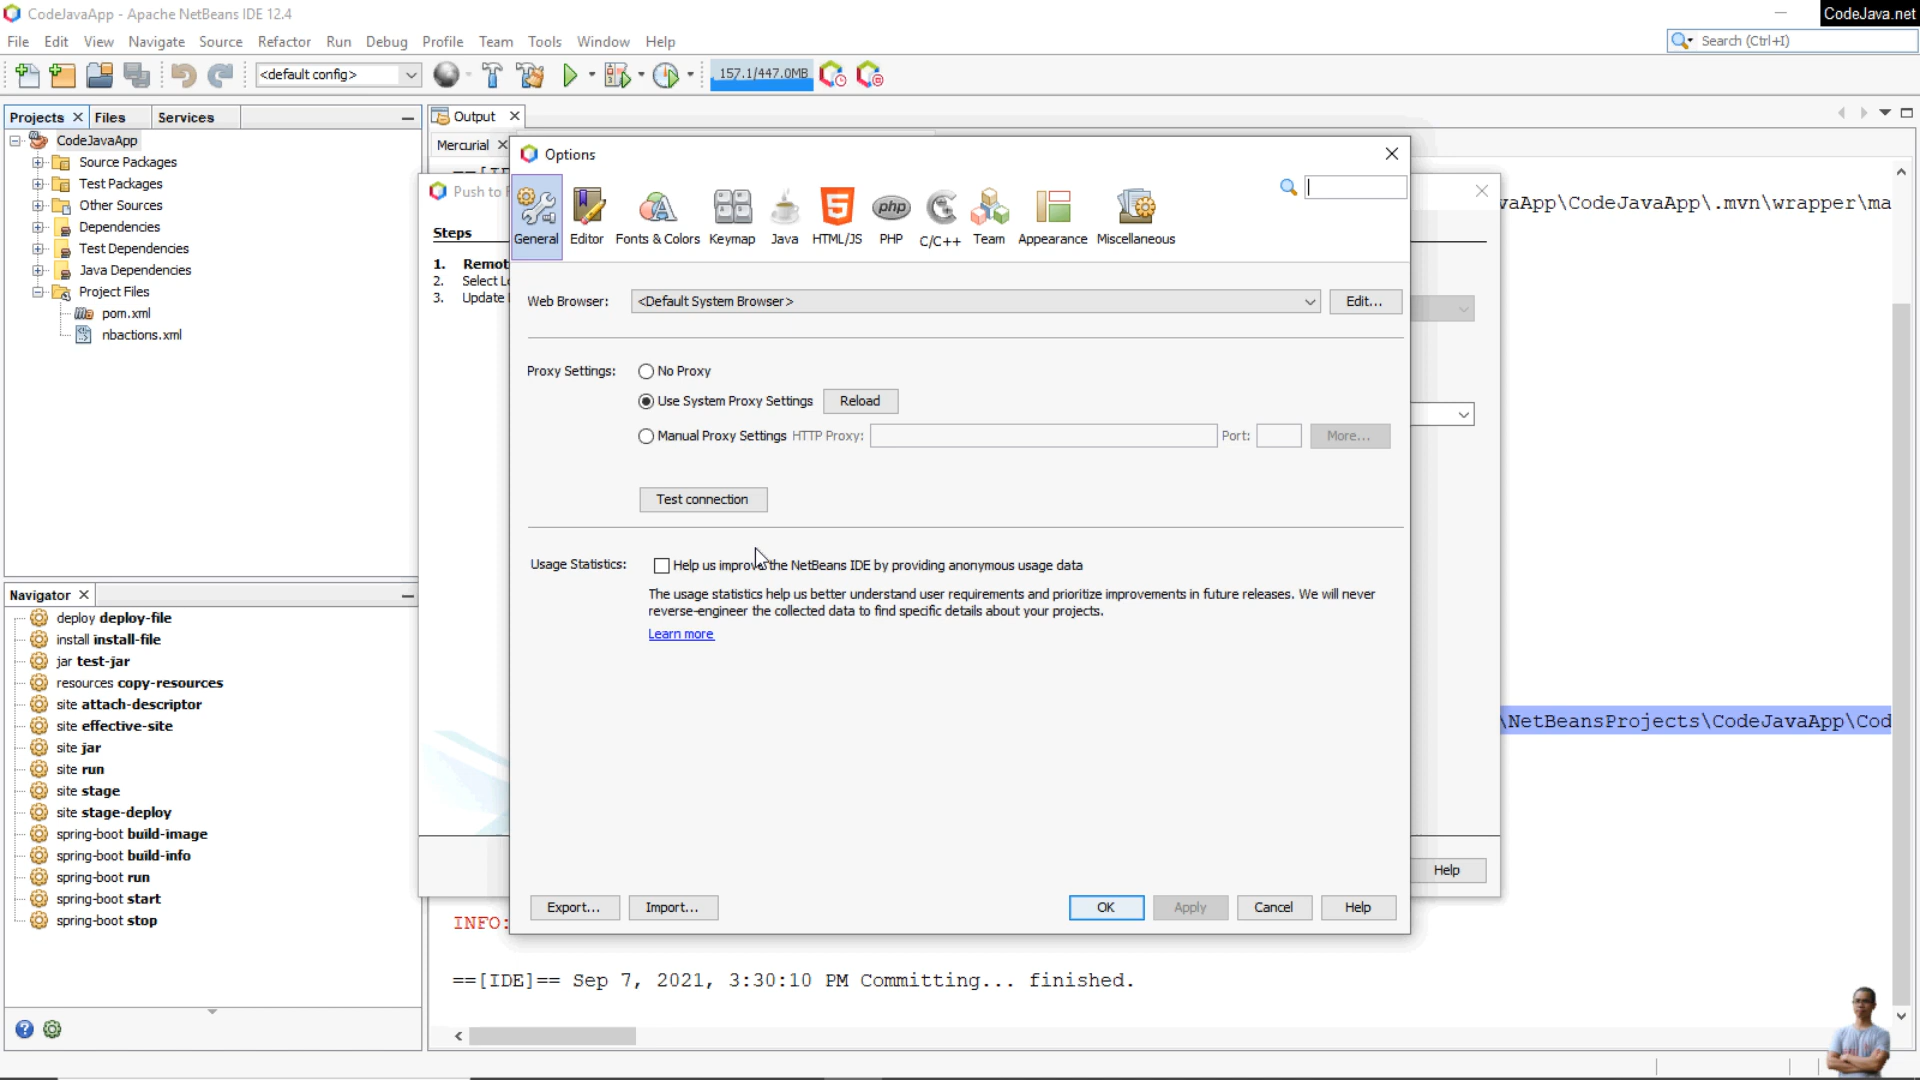 CodeJavaApp - Apache NetBeans IDE 12.4
CodeJava.net
File Edit View Navigate Source Refactor Run Debug Profile Team Tools Window Help
Search (Ctrl+I)
<default config>
157.1/447.0MB
Projects Files Services
Output
CodeJavaApp
Mercurial
Source Packages
Test Packages
Other Sources
Dependencies
Test Dependencies
Java Dependencies
Project Files
pom.xml
nbactions.xml
Push to
Steps
1. Remot
2. Select L
3. Update
vaApp\CodeJavaApp\.mvn\wrapper\ma
Options
General Editor Fonts & Colors Keymap Java HTML/JS PHP C/C++ Team Appearance Miscellaneous
Web Browser: <Default System Browser> Edit...
Proxy Settings: No Proxy
Use System Proxy Settings Reload
Manual Proxy Settings HTTP Proxy: Port: More...
Test connection
Usage Statistics: Help us improve the NetBeans IDE by providing anonymous usage data
The usage statistics help us better understand user requirements and prioritize improvements in future releases. We will never
reverse-engineer the collected data to find specific details about your projects.
Learn more
Export... Import... OK Apply Cancel Help
Help
\NetBeansProjects\CodeJavaApp\Cod
Navigator
deploy deploy-file
install install-file
jar test-jar
resources copy-resources
site attach-descriptor
site effective-site
site jar
site run
site stage
site stage-deploy
spring-boot build-image
spring-boot build-info
spring-boot run
spring-boot start
spring-boot stop
INFO:
==[IDE]== Sep 7, 2021, 3:30:10 PM Committing... finished.